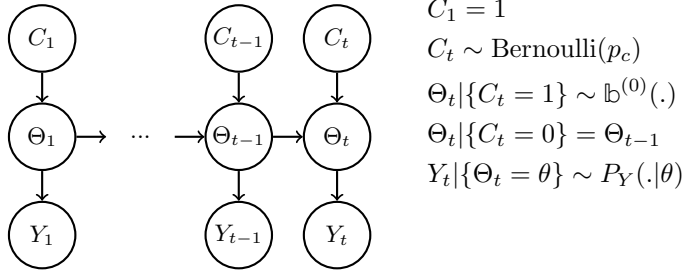 C_1 C_{t−1} C_t
Θ_1 ... Θ_{t−1} Θ_t
Y_1 Y_{t−1} Y_t
C_1 = 1
C_t ∼ Bernoulli(p_c)
Θ_t|{C_t = 1} ∼ 𝕓^{(0)}(.)
Θ_t|{C_t = 0} = Θ_{t−1}
Y_t|{Θ_t = θ} ∼ P_Y(.|θ)